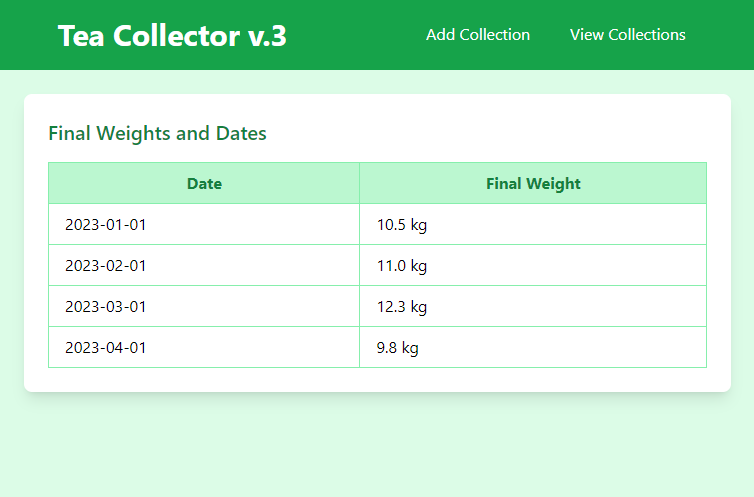 Tea Collector v.3 Add Collection View Collections
Final Weights and Dates
Date Final Weight
2023-01-01 10.5 kg
2023-02-01 11.0 kg
2023-03-01 12.3 kg
2023-04-01 9.8 kg